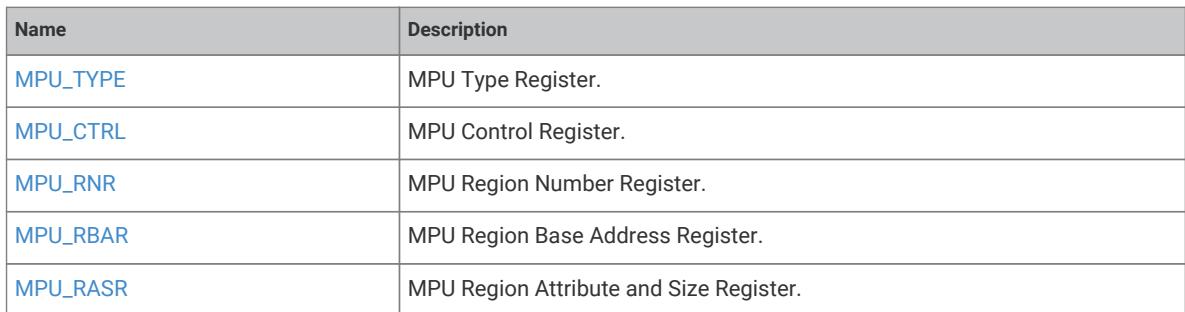 Name Description
MPU_TYPE MPU Type Register.
MPU_CTRL MPU Control Register.
MPU_RNR MPU Region Number Register.
MPU_RBAR MPU Region Base Address Register.
MPU_RASR MPU Region Attribute and Size Register.